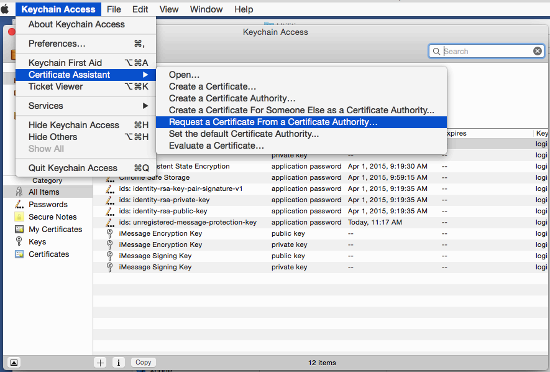 Keychain Access File Edit View Window Help
About Keychain Access
Keychain Access
Preferences... ⌘,
Search
Keychain First Aid ⌥⌘A
Certificate Assistant ▶
Ticket Viewer ⌥⌘K
Services ▶
Hide Keychain Access ⌘H
Hide Others ⌥⌘H
Show All
Quit Keychain Access ⌘Q
Open...
Create a Certificate...
Create a Certificate Authority...
Create a Certificate For Someone Else as a Certificate Authority...
Request a Certificate From a Certificate Authority...
Set the default Certificate Authority...
Evaluate a Certificate...
expires Key
logi
private key -- -- logi
stent State Encryption application password Apr 1, 2015, 9:19:30 AM -- logi
Chrome Safe Storage application password Apr 1, 2015, 9:59:15 AM -- logi
ids: identity-rsa-key-pair-signature-v1 application password Apr 1, 2015, 9:19:35 AM -- logi
ids: identity-rsa-private-key application password Apr 1, 2015, 9:19:35 AM -- logi
ids: identity-rsa-public-key application password Apr 1, 2015, 9:19:35 AM -- logi
ids: unregistered-message-protection-key application password Today, 11:17 AM -- logi
iMessage Encryption Key public key -- -- logi
iMessage Encryption Key private key -- -- logi
iMessage Signing Key public key -- -- logi
iMessage Signing Key private key -- -- logi
Category
All Items
Passwords
Secure Notes
My Certificates
Keys
Certificates
+ i Copy 12 items